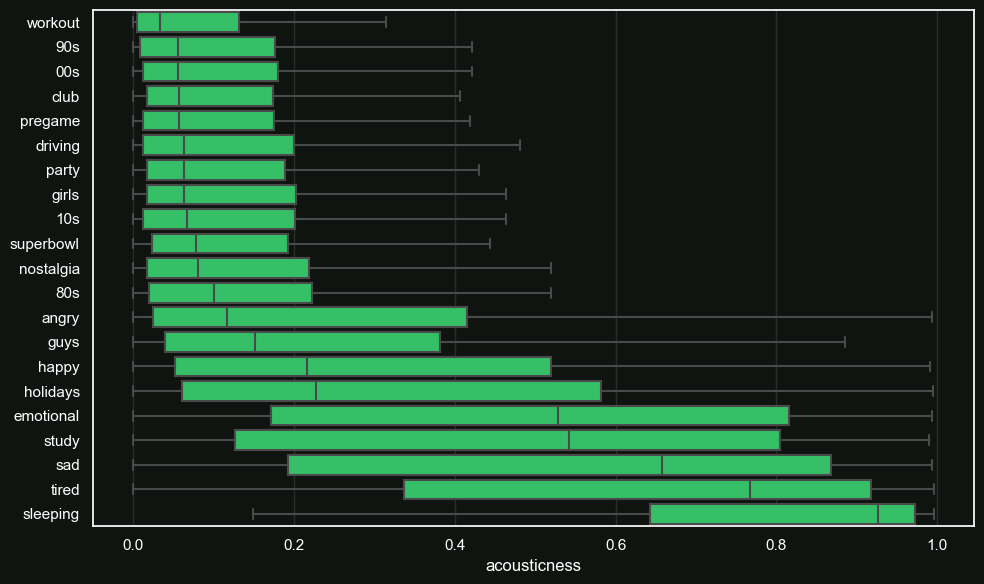 workout
90s
00s
club
pregame
driving
party
girls
10s
superbowl
nostalgia
80s
angry
guys
happy
holidays
emotional
study
sad
tired
sleeping
0.0 0.2 0.4 0.6 0.8 1.0
acousticness